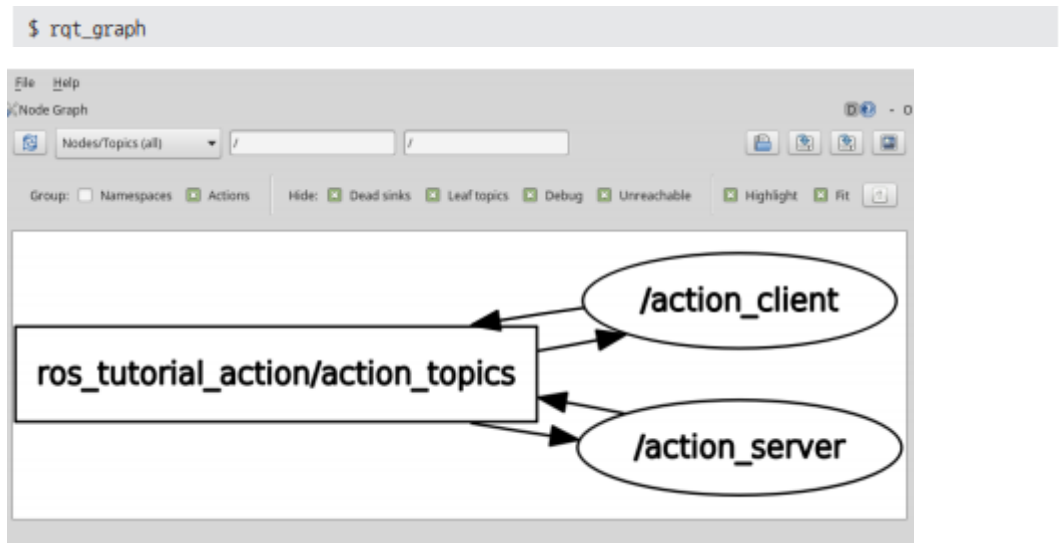 $ rqt_graph
File Help
Node Graph D - O
Nodes/Topics (all) / /
Group: Namespaces Actions Hide: Dead sinks Leaf topics Debug Unreachable Highlight Fit
/action_client
ros_tutorial_action/action_topics
/action_server